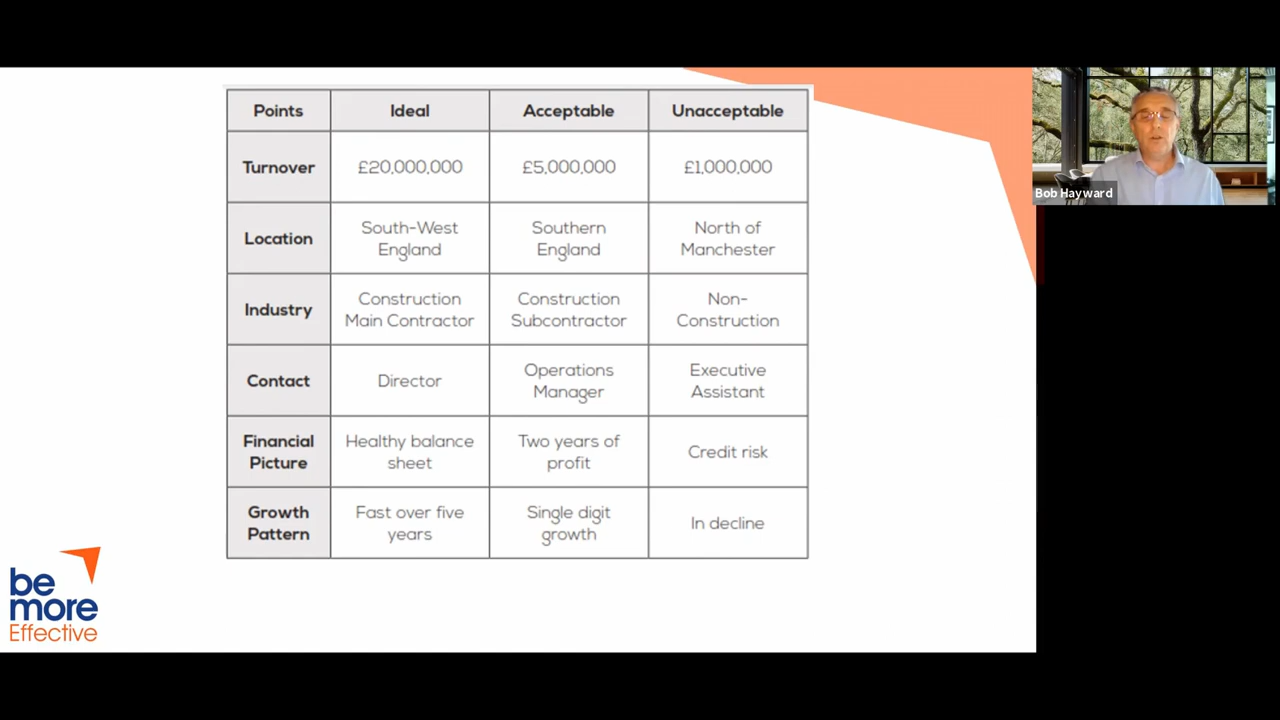 Points Ideal Acceptable Unacceptable
Turnover £20,000,000 £5,000,000 £1,000,000
Location South-West England Southern England North of Manchester
Industry Construction Main Contractor Construction Subcontractor Non-Construction
Contact Director Operations Manager Executive Assistant
Financial Picture Healthy balance sheet Two years of profit Credit risk
Growth Pattern Fast over five years Single digit growth In decline
Bob Hayward
be
more
Effective